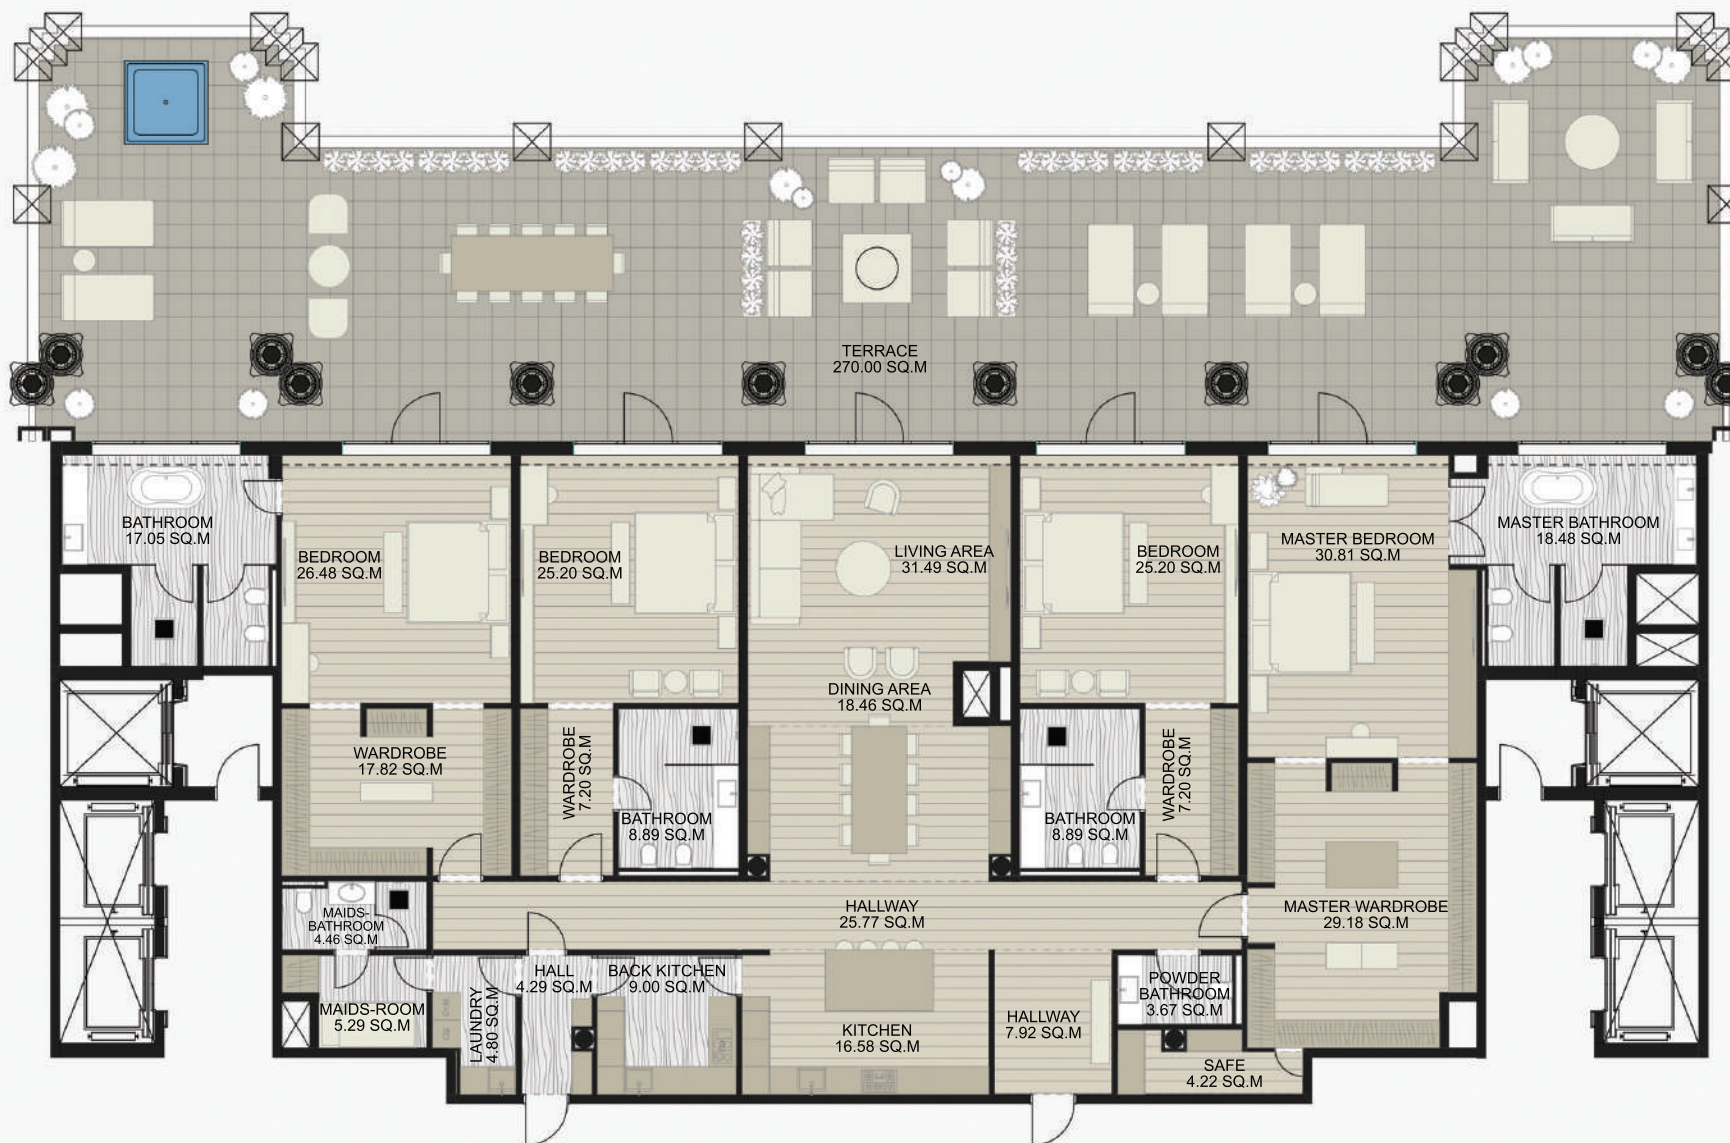 TERRACE
270.00 SQ.M
BATHROOM
17.05 SQ.M
BEDROOM
26.48 SQ.M
BEDROOM
25.20 SQ.M
LIVING AREA
31.49 SQ.M
BEDROOM
25.20 SQ.M
MASTER BEDROOM
30.81 SQ.M
MASTER BATHROOM
18.48 SQ.M
DINING AREA
18.46 SQ.M
WARDROBE
17.82 SQ.M
WARDROBE
7.20 SQ.M
BATHROOM
8.89 SQ.M
BATHROOM
8.89 SQ.M
WARDROBE
7.20 SQ.M
MAIDS-
BATHROOM
4.46 SQ.M
HALLWAY
25.77 SQ.M
MASTER WARDROBE
29.18 SQ.M
MAIDS-ROOM
5.29 SQ.M
LAUNDRY
4.80 SQ.M
HALL
4.29 SQ.M
BACK KITCHEN
9.00 SQ.M
KITCHEN
16.58 SQ.M
HALLWAY
7.92 SQ.M
POWDER
BATHROOM
3.67 SQ.M
SAFE
4.22 SQ.M